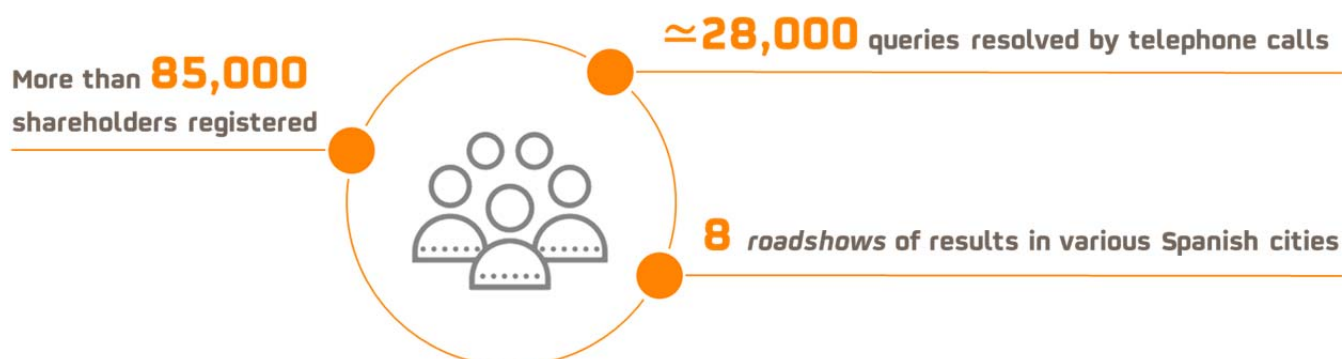 More than 85,000
shareholders registered
≃28,000 queries resolved by telephone calls
8 roadshows of results in various Spanish cities